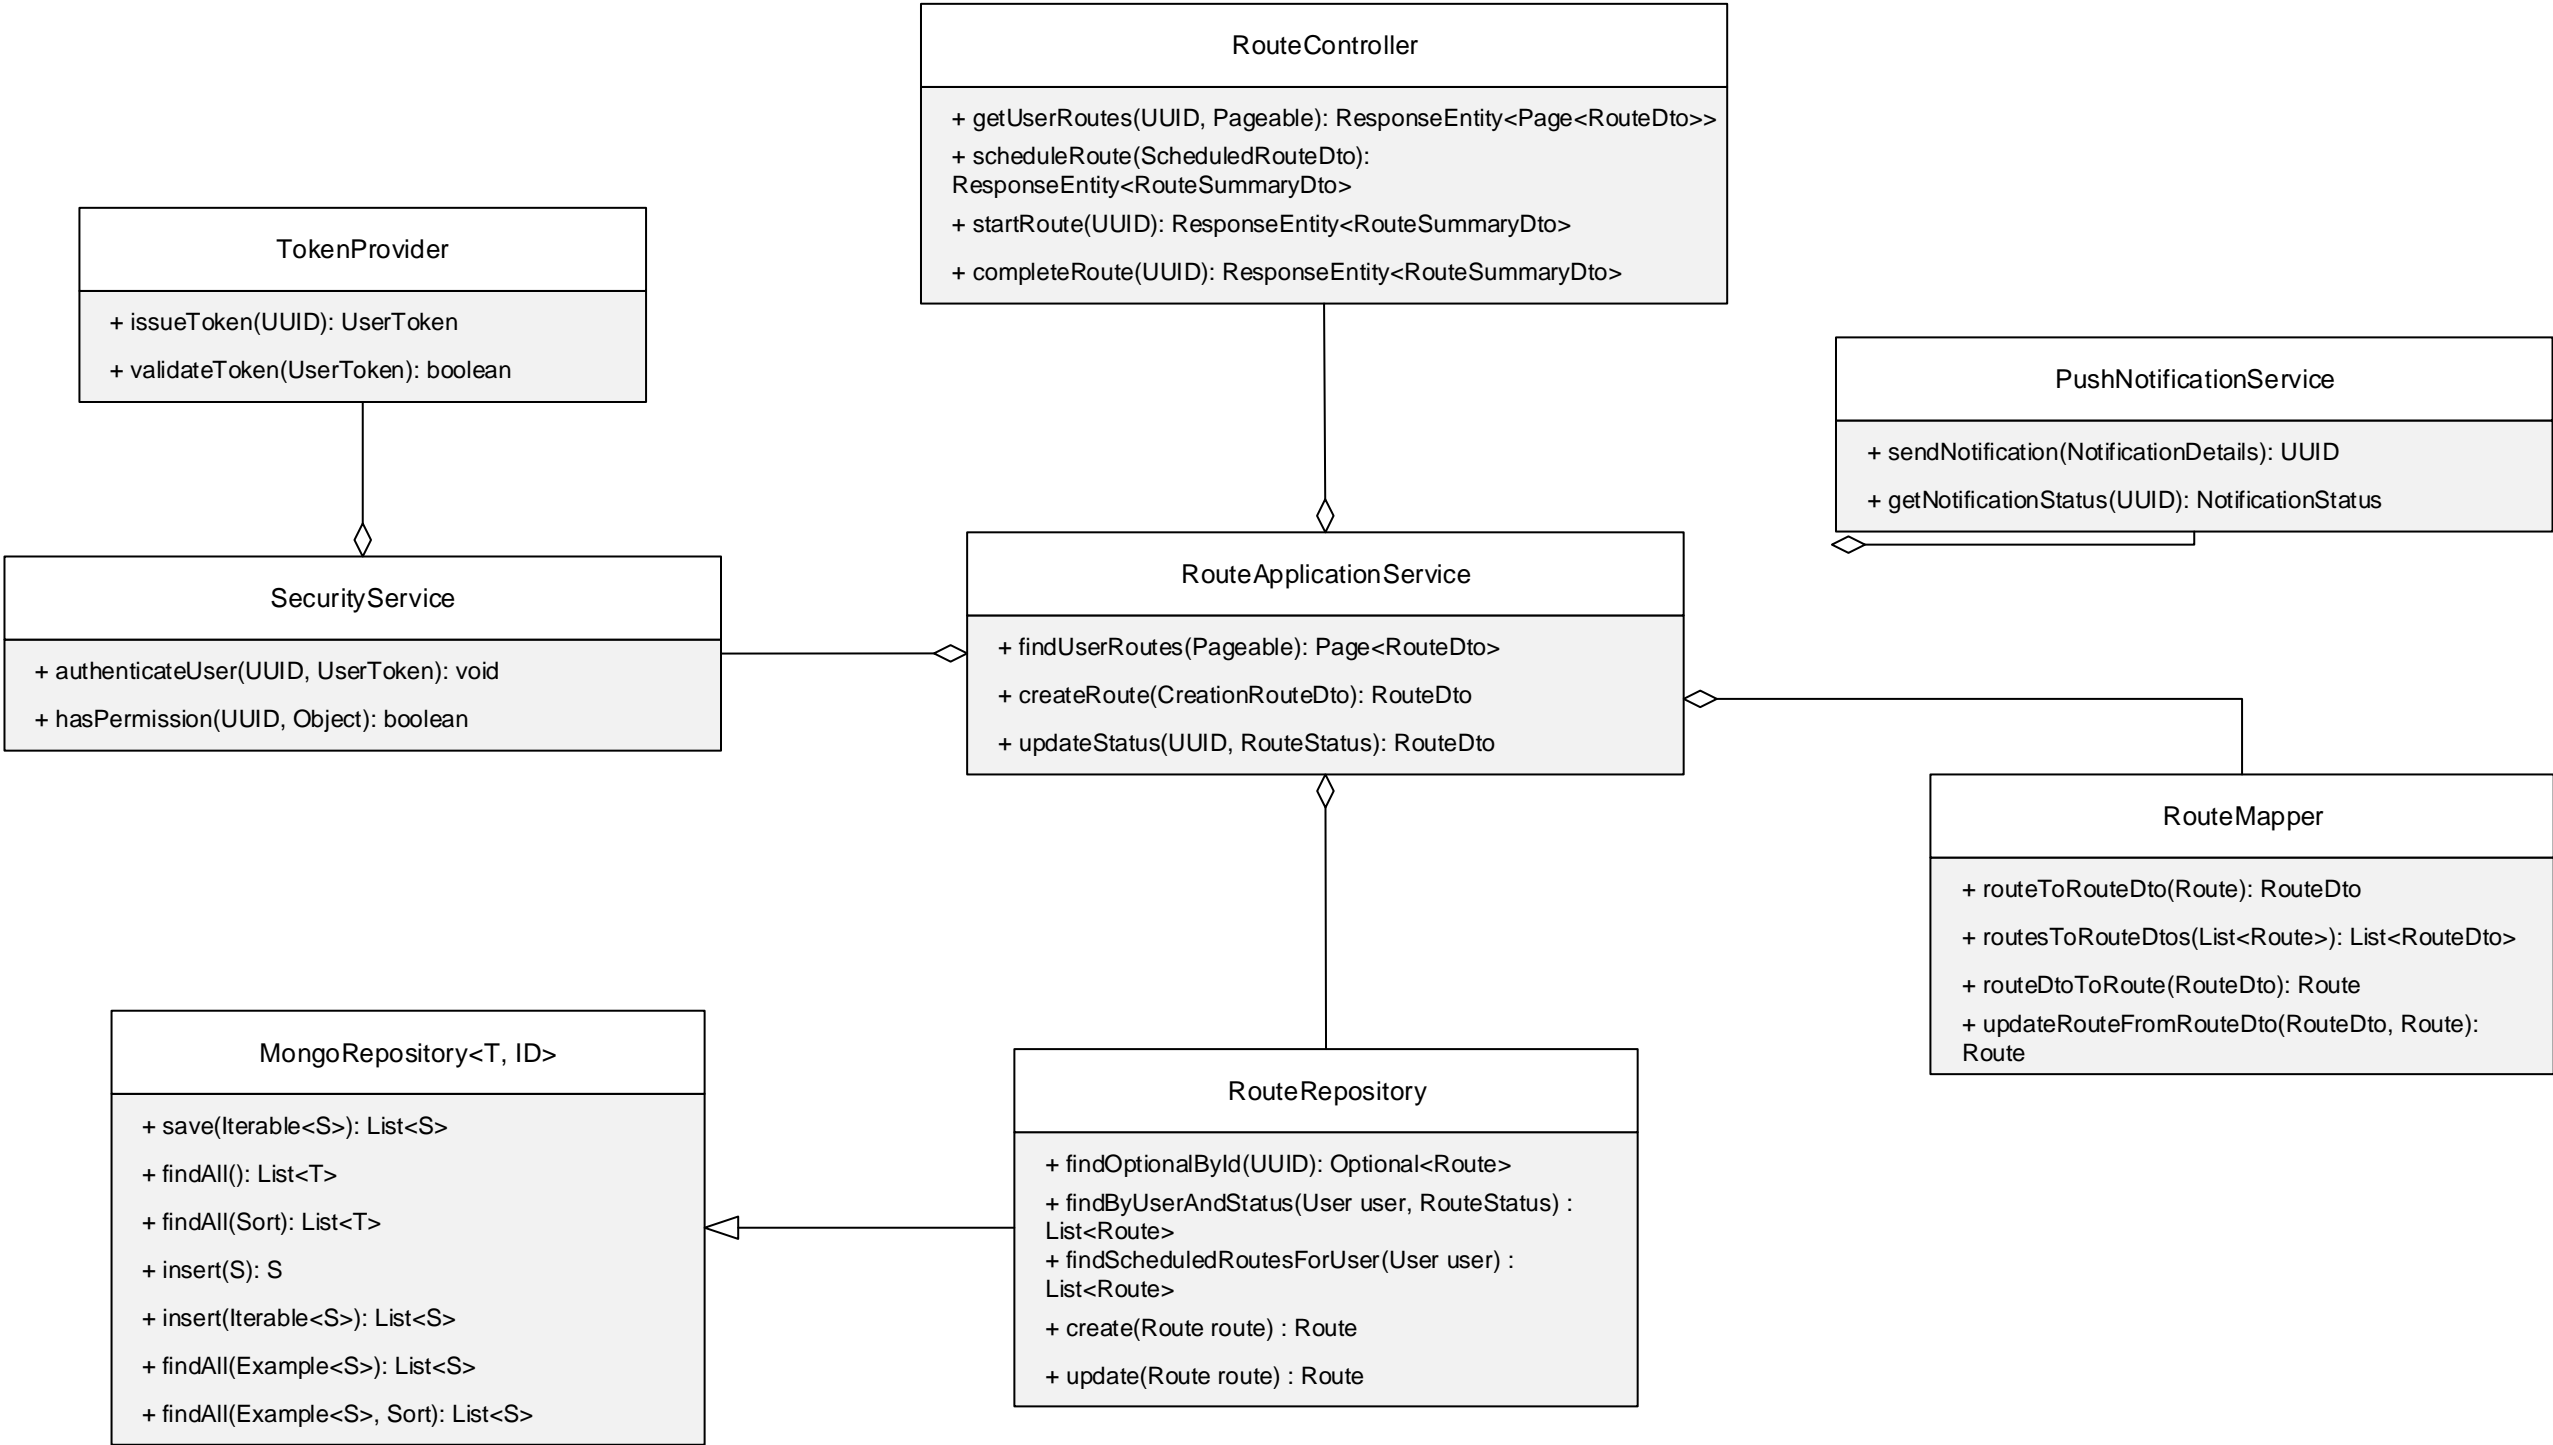 RouteController
+ getUserRoutes(UUID, Pageable): ResponseEntity<Page<RouteDto>>
+ scheduleRoute(ScheduledRouteDto):
ResponseEntity<RouteSummaryDto>
+ startRoute(UUID): ResponseEntity<RouteSummaryDto>
+ completeRoute(UUID): ResponseEntity<RouteSummaryDto>
TokenProvider
+ issueToken(UUID): UserToken
+ validateToken(UserToken): boolean
PushNotificationService
+ sendNotification(NotificationDetails): UUID
+ getNotificationStatus(UUID): NotificationStatus
SecurityService
+ authenticateUser(UUID, UserToken): void
+ hasPermission(UUID, Object): boolean
RouteApplicationService
+ findUserRoutes(Pageable): Page<RouteDto>
+ createRoute(CreationRouteDto): RouteDto
+ updateStatus(UUID, RouteStatus): RouteDto
RouteMapper
+ routeToRouteDto(Route): RouteDto
+ routesToRouteDtos(List<Route>): List<RouteDto>
+ routeDtoToRoute(RouteDto): Route
+ updateRouteFromRouteDto(RouteDto, Route):
Route
MongoRepository<T, ID>
+ save(Iterable<S>): List<S>
+ findAll(): List<T>
+ findAll(Sort): List<T>
+ insert(S): S
+ insert(Iterable<S>): List<S>
+ findAll(Example<S>): List<S>
+ findAll(Example<S>, Sort): List<S>
RouteRepository
+ findOptionalById(UUID): Optional<Route>
+ findByUserAndStatus(User user, RouteStatus) :
List<Route>
+ findScheduledRoutesForUser(User user) :
List<Route>
+ create(Route route) : Route
+ update(Route route) : Route